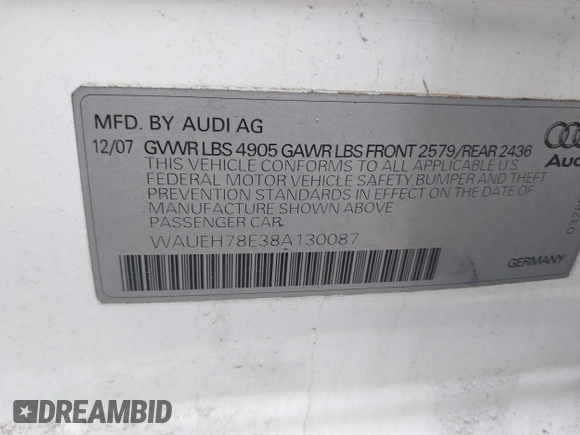 MFD. BY AUDI AG
12/07 GVWR LBS 4905 GAWR LBS FRONT 2579/REAR 2436
THIS VEHICLE CONFORMS TO ALL APPLICABLE U.S.
FEDERAL MOTOR VEHICLE SAFETY, BUMPER AND THEFT
PREVENTION STANDARDS IN EFFECT ON THE DATE OF
MANUFACTURE SHOWN ABOVE
PASSENGER CAR
WAUEH78E38A130087
GERMANY
DREAMBID